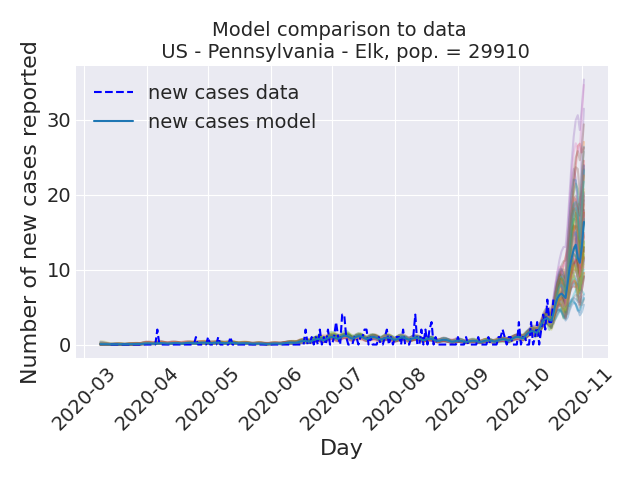 Model comparison to data
US - Pennsylvania - Elk, pop. = 29910
Number of new cases reported
30
20
10
0
new cases data
new cases model
2020-03
2020-04
2020-05
2020-06
2020-07
2020-08
2020-09
2020-10
2020-11
Day